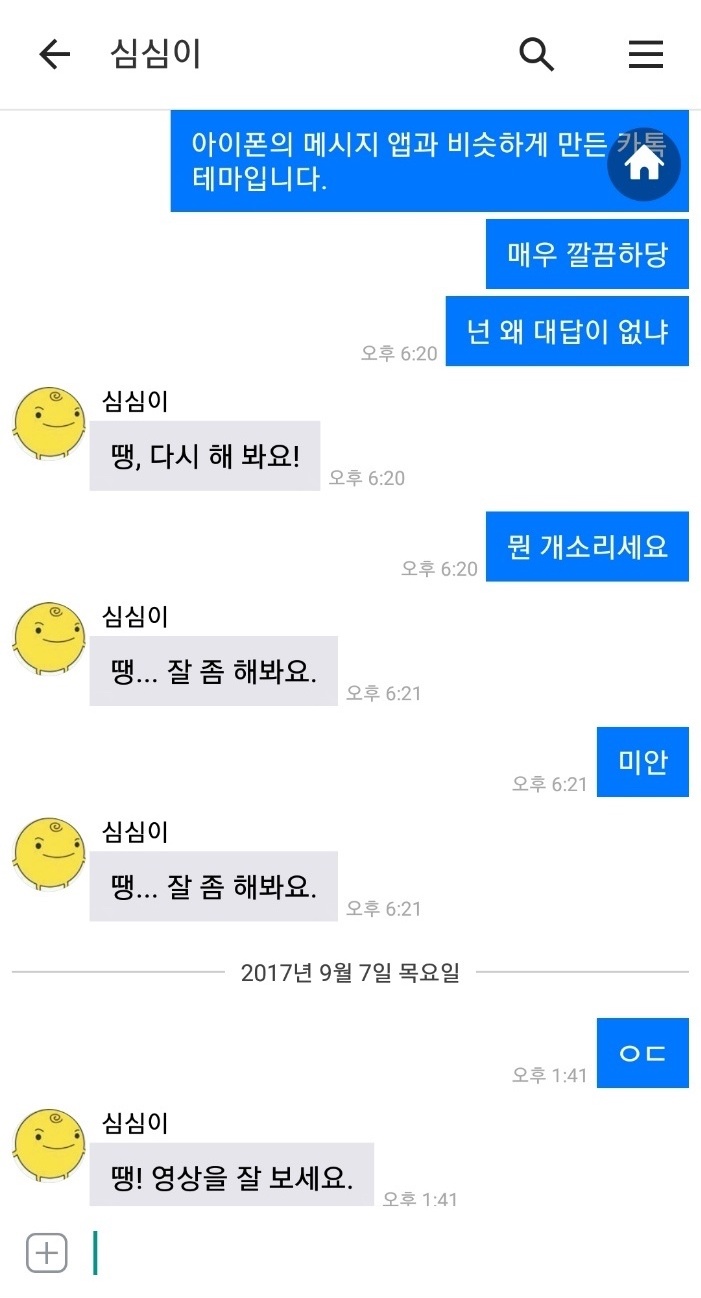 심심이
아이폰의 메시지 앱과 비슷하게 만든 카톡
테마입니다.
매우 깔끔하당
넌 왜 대답이 없냐
오후 6:20
심심이
땡, 다시 해 봐요!
오후 6:20
뭔 개소리세요
오후 6:20
심심이
땡... 잘 좀 해봐요.
오후 6:21
미안
오후 6:21
심심이
땡... 잘 좀 해봐요.
오후 6:21
2017년 9월 7일 목요일
ㅇㄷ
오후 1:41
심심이
땡! 영상을 잘 보세요.
오후 1:41